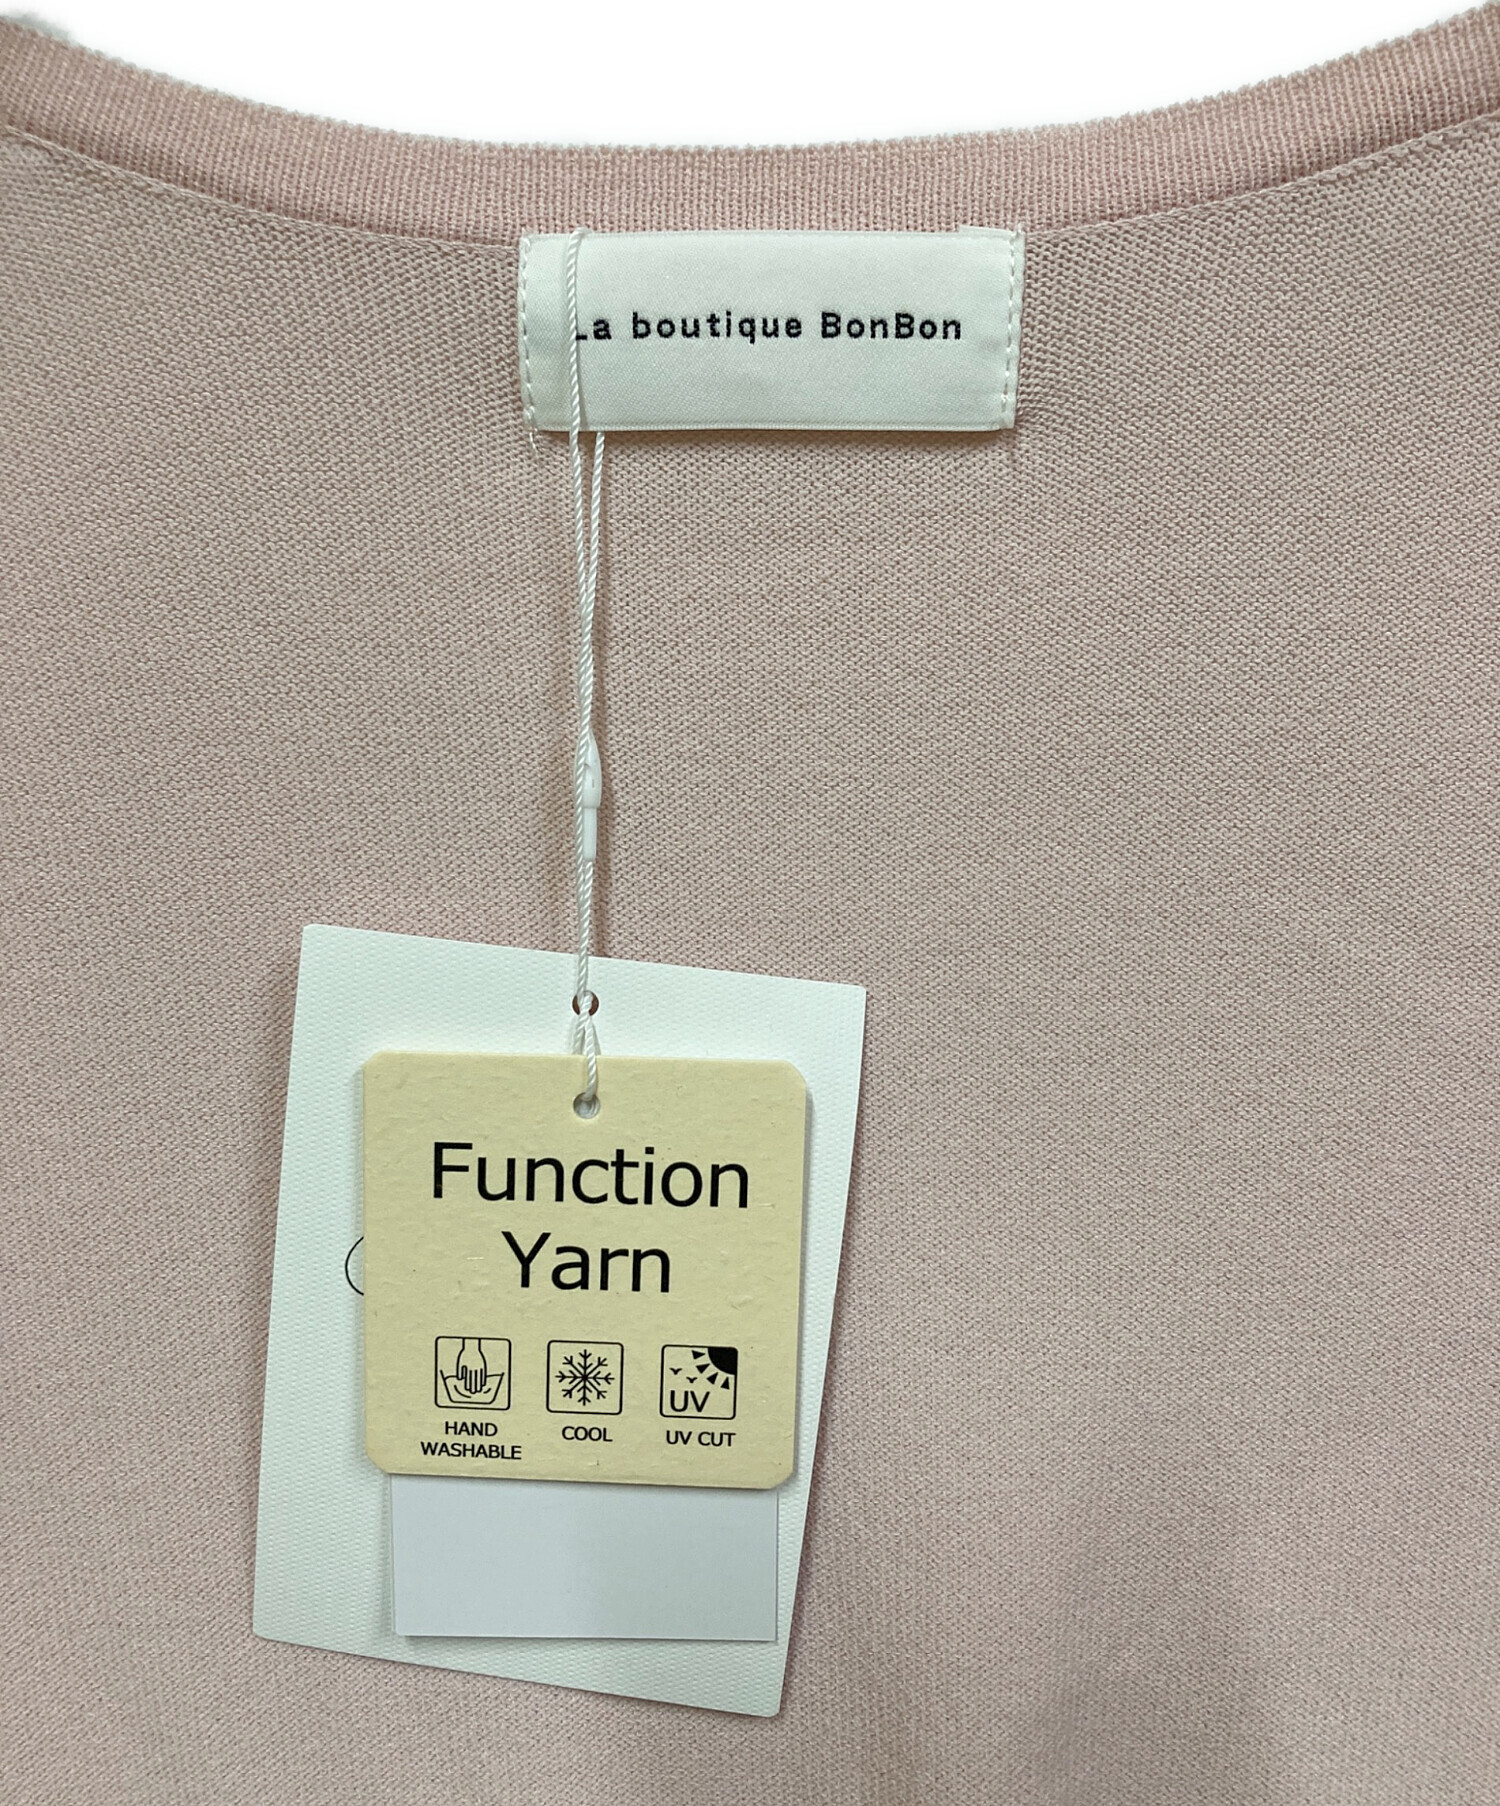 La boutique BonBon
Function
Yarn
UV
HAND
WASHABLE
COOL
UV CUT